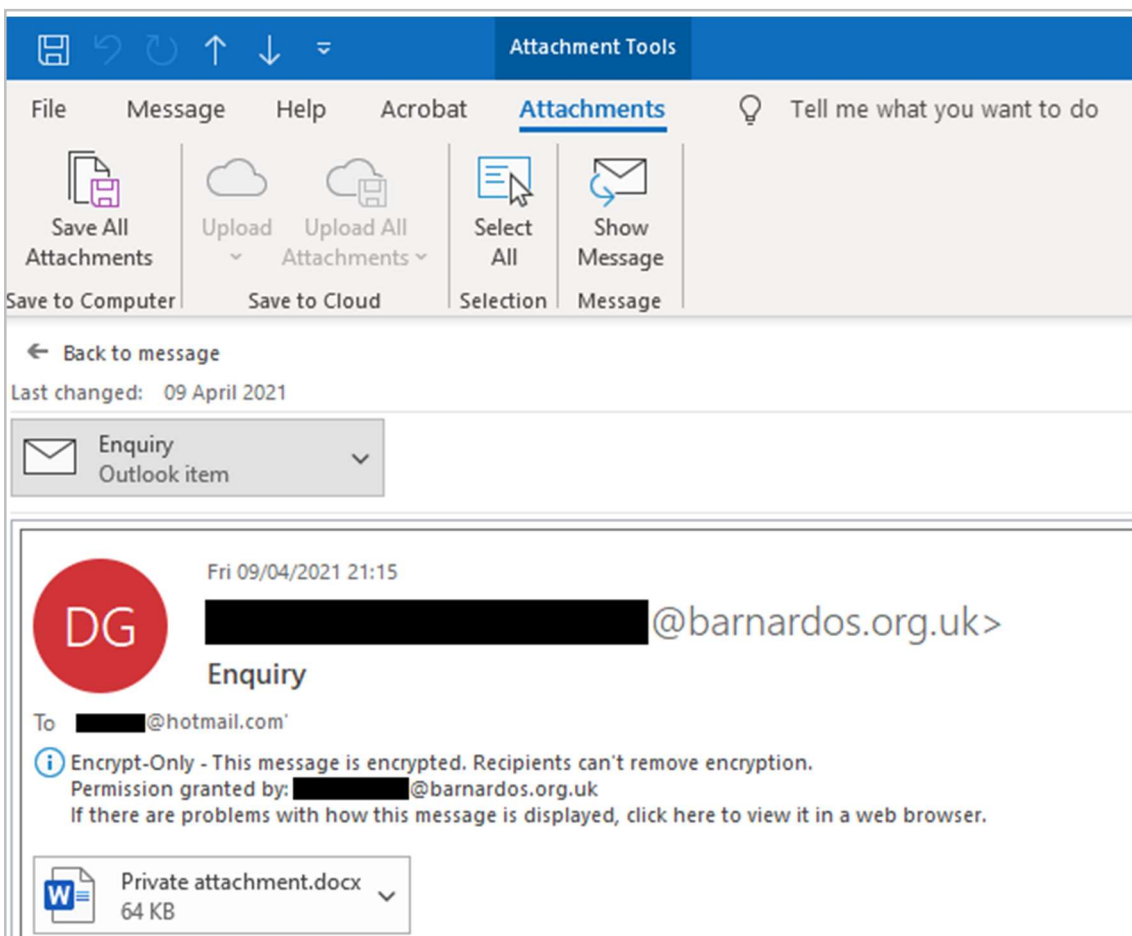 Attachment Tools
File Message Help Acrobat Attachments Tell me what you want to do
Save All Attachments
Upload
Upload All Attachments
Select All
Show Message
Save to Computer Save to Cloud Selection Message
Back to message
Last changed: 09 April 2021
Enquiry
Outlook item
DG
Fri 09/04/2021 21:15
@barnardos.org.uk>
Enquiry
To @hotmail.com'
Encrypt-Only - This message is encrypted. Recipients can't remove encryption.
Permission granted by: @barnardos.org.uk
If there are problems with how this message is displayed, click here to view it in a web browser.
W
Private attachment.docx
64 KB